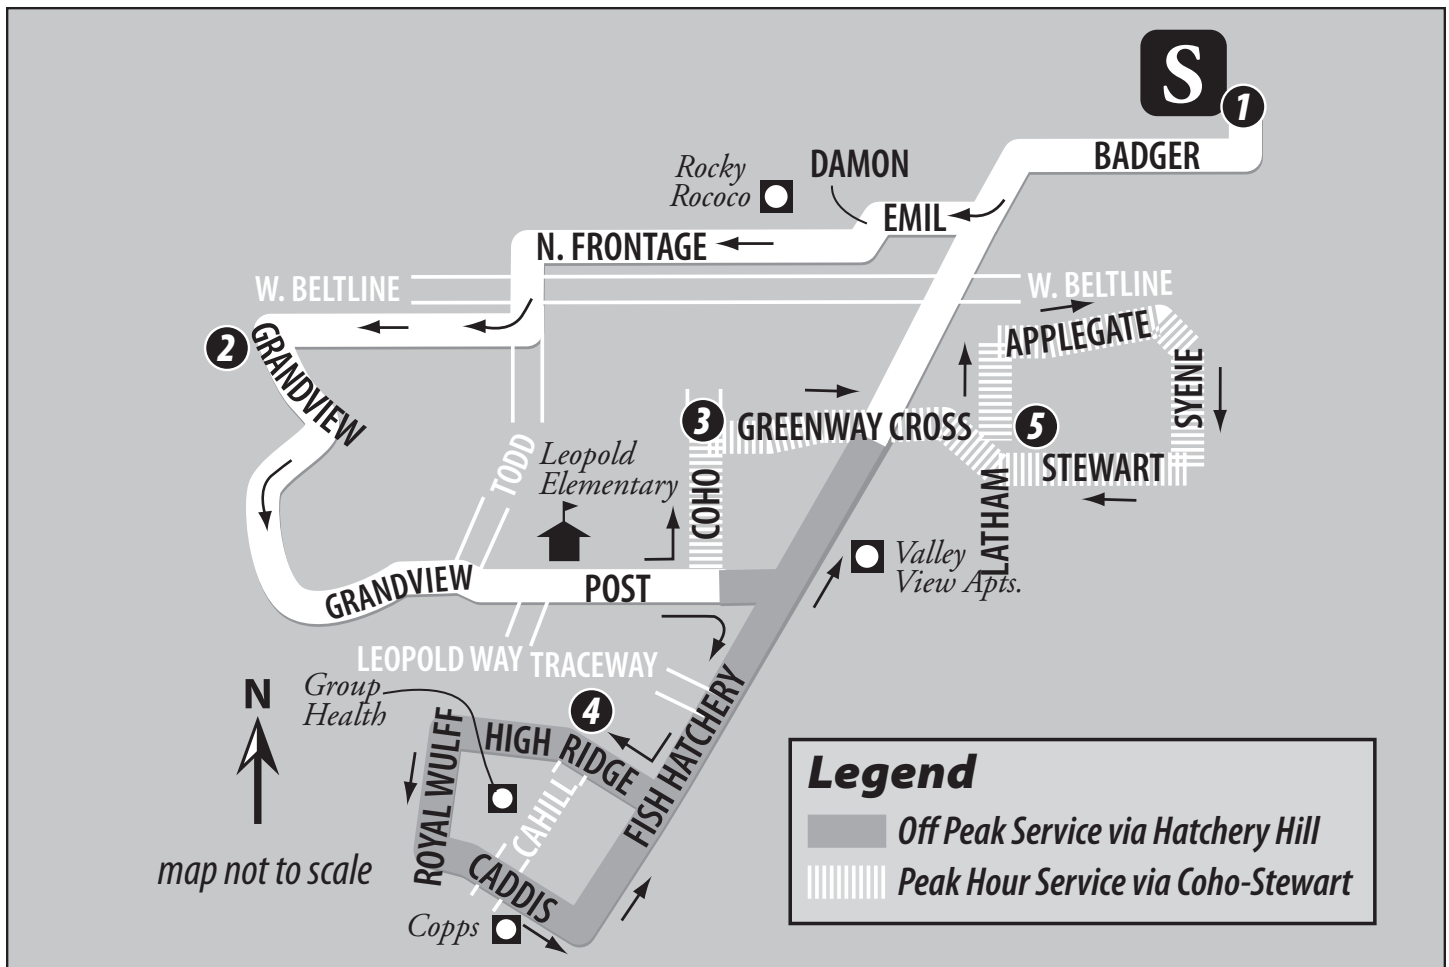 S
1
BADGER
DAMON
Rocky
Rococo
EMIL
N. FRONTAGE
W. BELTLINE
W. BELTLINE
APPLEGATE
2
GRANDVIEW
SYENE
3
GREENWAY CROSS
5
TODD
Leopold
Elementary
COHO
STEWART
LATHAM
Valley
View Apts.
GRANDVIEW
POST
LEOPOLD WAY
TRACEWAY
N
Group
Health
4
HIGH RIDGE
ROYAL WULFF
CAHILL
FISH HATCHERY
CADDIS
Copps
map not to scale
Legend
Off Peak Service via Hatchery Hill
Peak Hour Service via Coho-Stewart